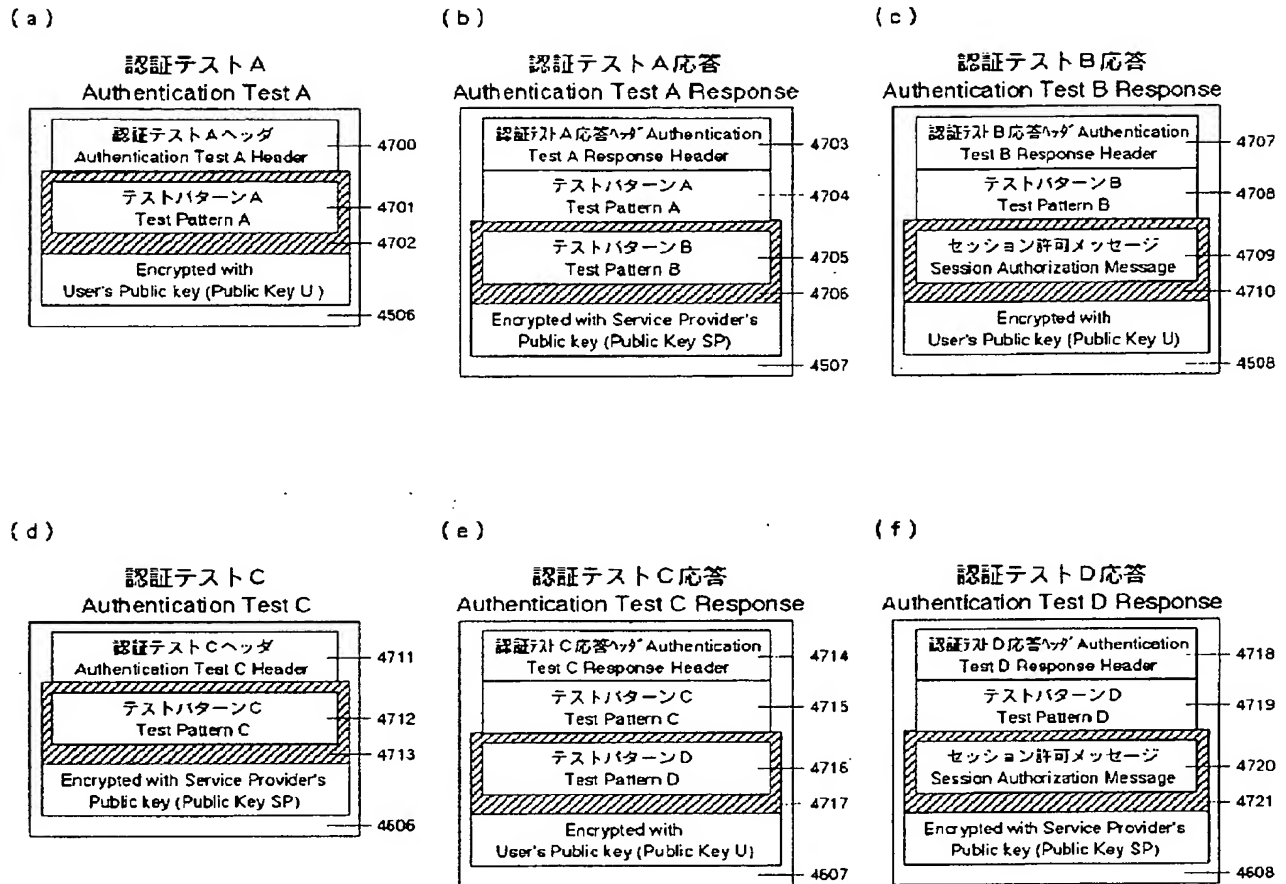 (a)
認証テストA
Authentication Test A
認証テストAヘッダ
Authentication Test A Header
テストパターンA
Test Pattern A
Encrypted with
User's Public key (Public Key U )
4700
4701
4702
4506
(b)
認証テストA応答
Authentication Test A Response
認証テストA応答ヘッダ Authentication
Test A Response Header
テストパターンA
Test Pattern A
テストパターンB
Test Pattern B
Encrypted with Service Provider's
Public key (Public Key SP)
4703
4704
4705
4706
4507
(c)
認証テストB応答
Authentication Test B Response
認証テストB応答ヘッダ Authentication
Test B Response Header
テストパターンB
Test Pattern B
セッション許可メッセージ
Session Authorization Message
Encrypted with
User's Public key (Public Key U)
4707
4708
4709
4710
4508
(d)
認証テストC
Authentication Test C
認証テストCヘッダ
Authentication Test C Header
テストパターンC
Test Pattern C
Encrypted with Service Provider's
Public key (Public Key SP)
4711
4712
4713
4606
(e)
認証テストC応答
Authentication Test C Response
認証テストC応答ヘッダ Authentication
Test C Response Header
テストパターンC
Test Pattern C
テストパターンD
Test Pattern D
Encrypted with
User's Public key (Public Key U)
4714
4715
4716
4717
4607
(f)
認証テストD応答
Authentication Test D Response
認証テストD応答ヘッダ Authentication
Test D Response Header
テストパターンD
Test Pattern D
セッション許可メッセージ
Session Authorization Message
Encrypted with Service Provider's
Public key (Public Key SP)
4718
4719
4720
4721
4608